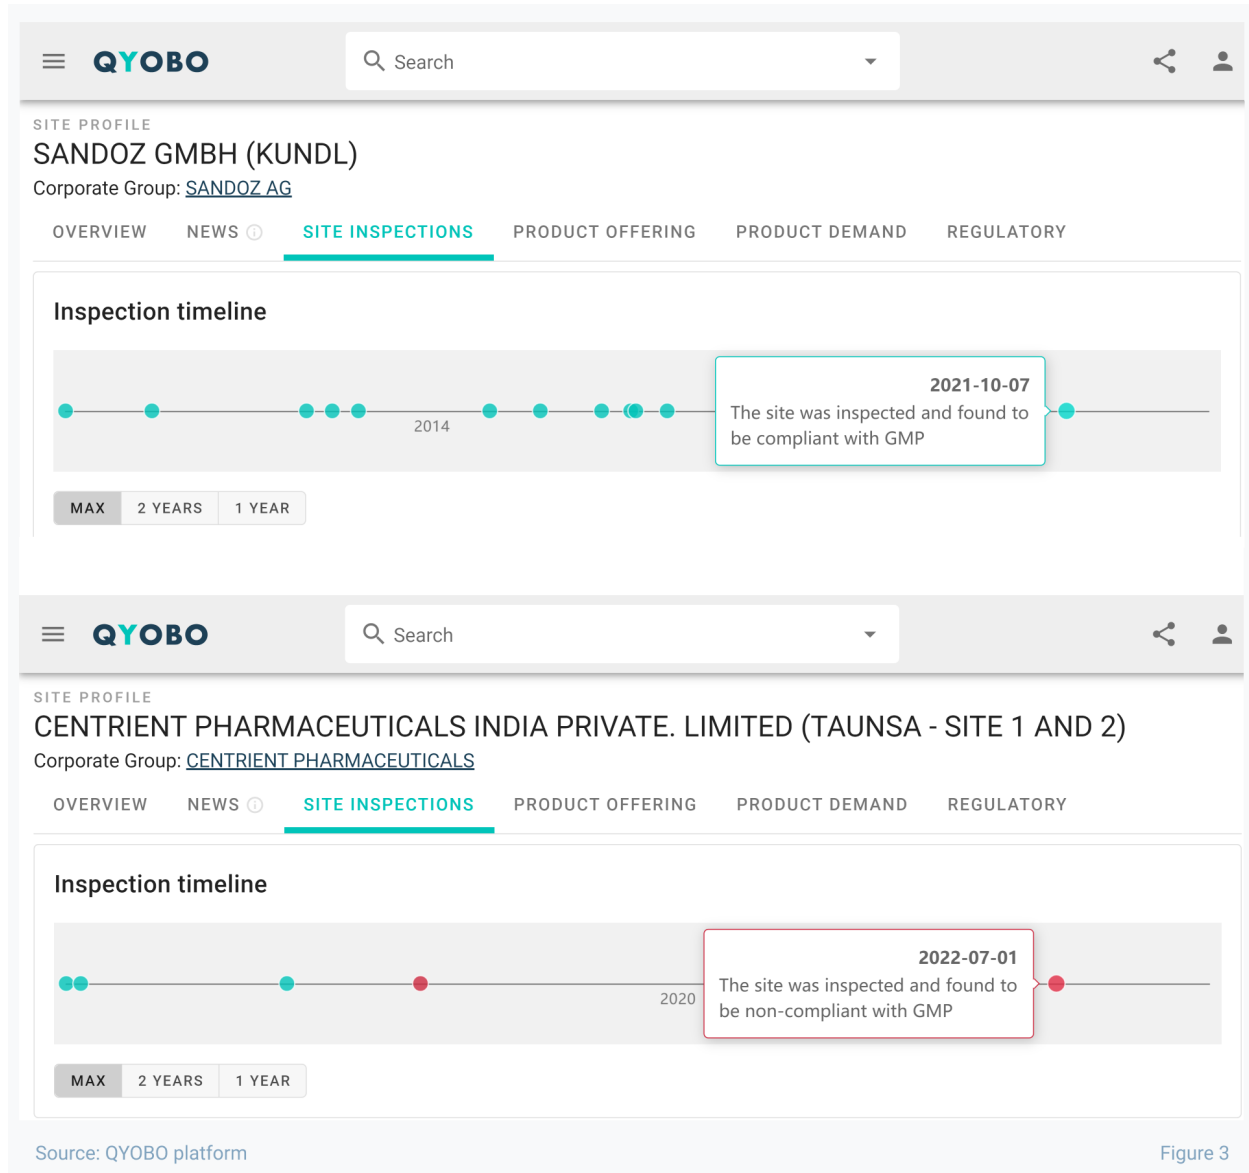 QYOBO
Search
SITE PROFILE
SANDOZ GMBH (KUNDL)
Corporate Group: SANDOZ AG
OVERVIEW NEWS SITE INSPECTIONS PRODUCT OFFERING PRODUCT DEMAND REGULATORY
Inspection timeline
2021-10-07
The site was inspected and found to
be compliant with GMP
2014
MAX 2 YEARS 1 YEAR
QYOBO
Search
SITE PROFILE
CENTRIENT PHARMACEUTICALS INDIA PRIVATE. LIMITED (TAUNSA - SITE 1 AND 2)
Corporate Group: CENTRIENT PHARMACEUTICALS
OVERVIEW NEWS SITE INSPECTIONS PRODUCT OFFERING PRODUCT DEMAND REGULATORY
Inspection timeline
2022-07-01
The site was inspected and found to
be non-compliant with GMP
2020
MAX 2 YEARS 1 YEAR
Source: QYOBO platform
Figure 3